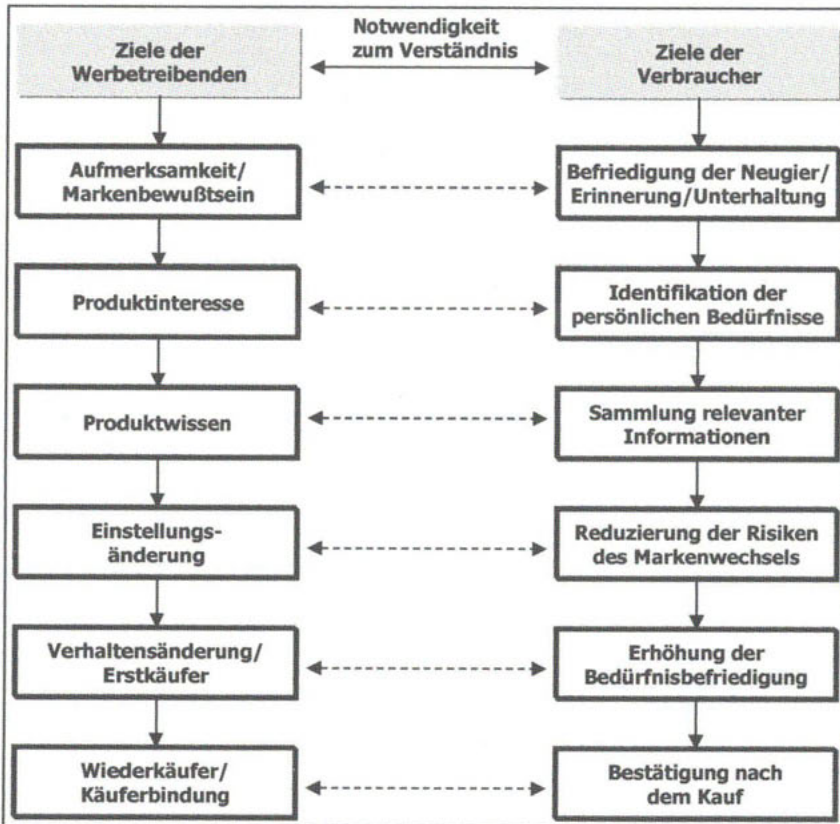 Notwendigkeit
zum Verständnis
Ziele der
Werbetreibenden
Ziele der
Verbraucher
Aufmerksamkeit/
Markenbewußtsein
Befriedigung der Neugier/
Erinnerung/Unterhaltung
Produktinteresse
Identifikation der
persönlichen Bedürfnisse
Produktwissen
Sammlung relevanter
Informationen
Einstellungs-
änderung
Reduzierung der Risiken
des Markenwechsels
Verhaltensänderung/
Erstkäufer
Erhöhung der
Bedürfnisbefriedigung
Wiederkäufer/
Käuferbindung
Bestätigung nach
dem Kauf